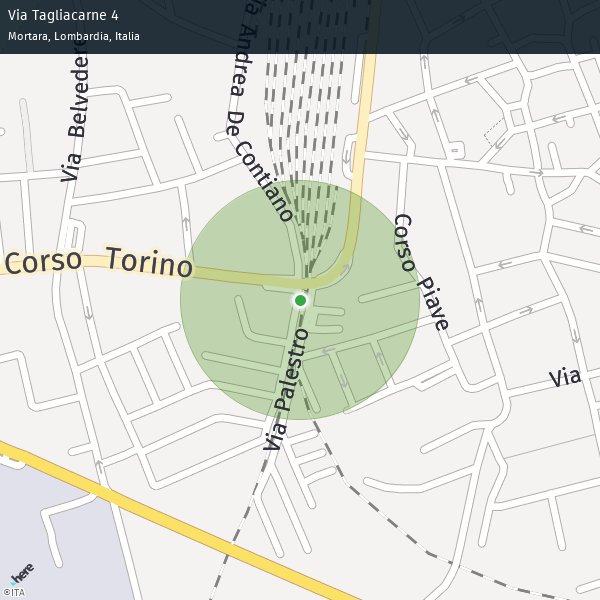 Via Tagliacarne 4
Mortara, Lombardia, Italia
Via Belvedere
Via Andrea De Contiano
Corso Torino
Corso Piave
Via Palestro
Via
here
©ITA